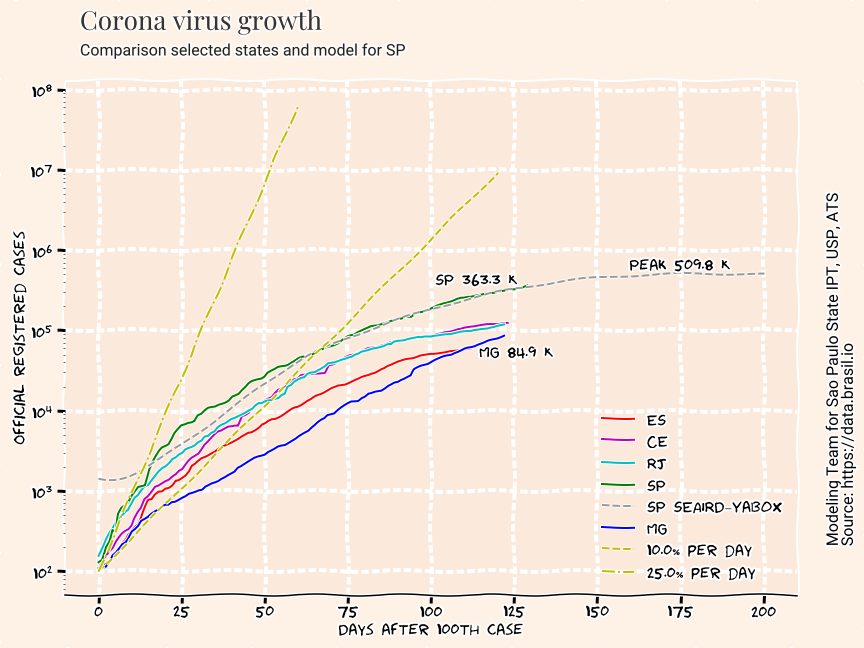 Corona virus growth
Comparison selected states and model for SP
10⁸
10⁷
10⁶
10⁵
10⁴
10³
10²
OFFICIAL REGISTERED CASES
SP 363.3 K
PEAK 509.8 K
MG 84.9 K
ES
CE
RJ
SP
SP SEAIRD-YABOX
MG
10.0% PER DAY
25.0% PER DAY
0 25 50 75 100 125 150 175 200
DAYS AFTER 100TH CASE
Modeling Team for Sao Paulo State IPT, USP, ATS
Source: https://data.brasil.io